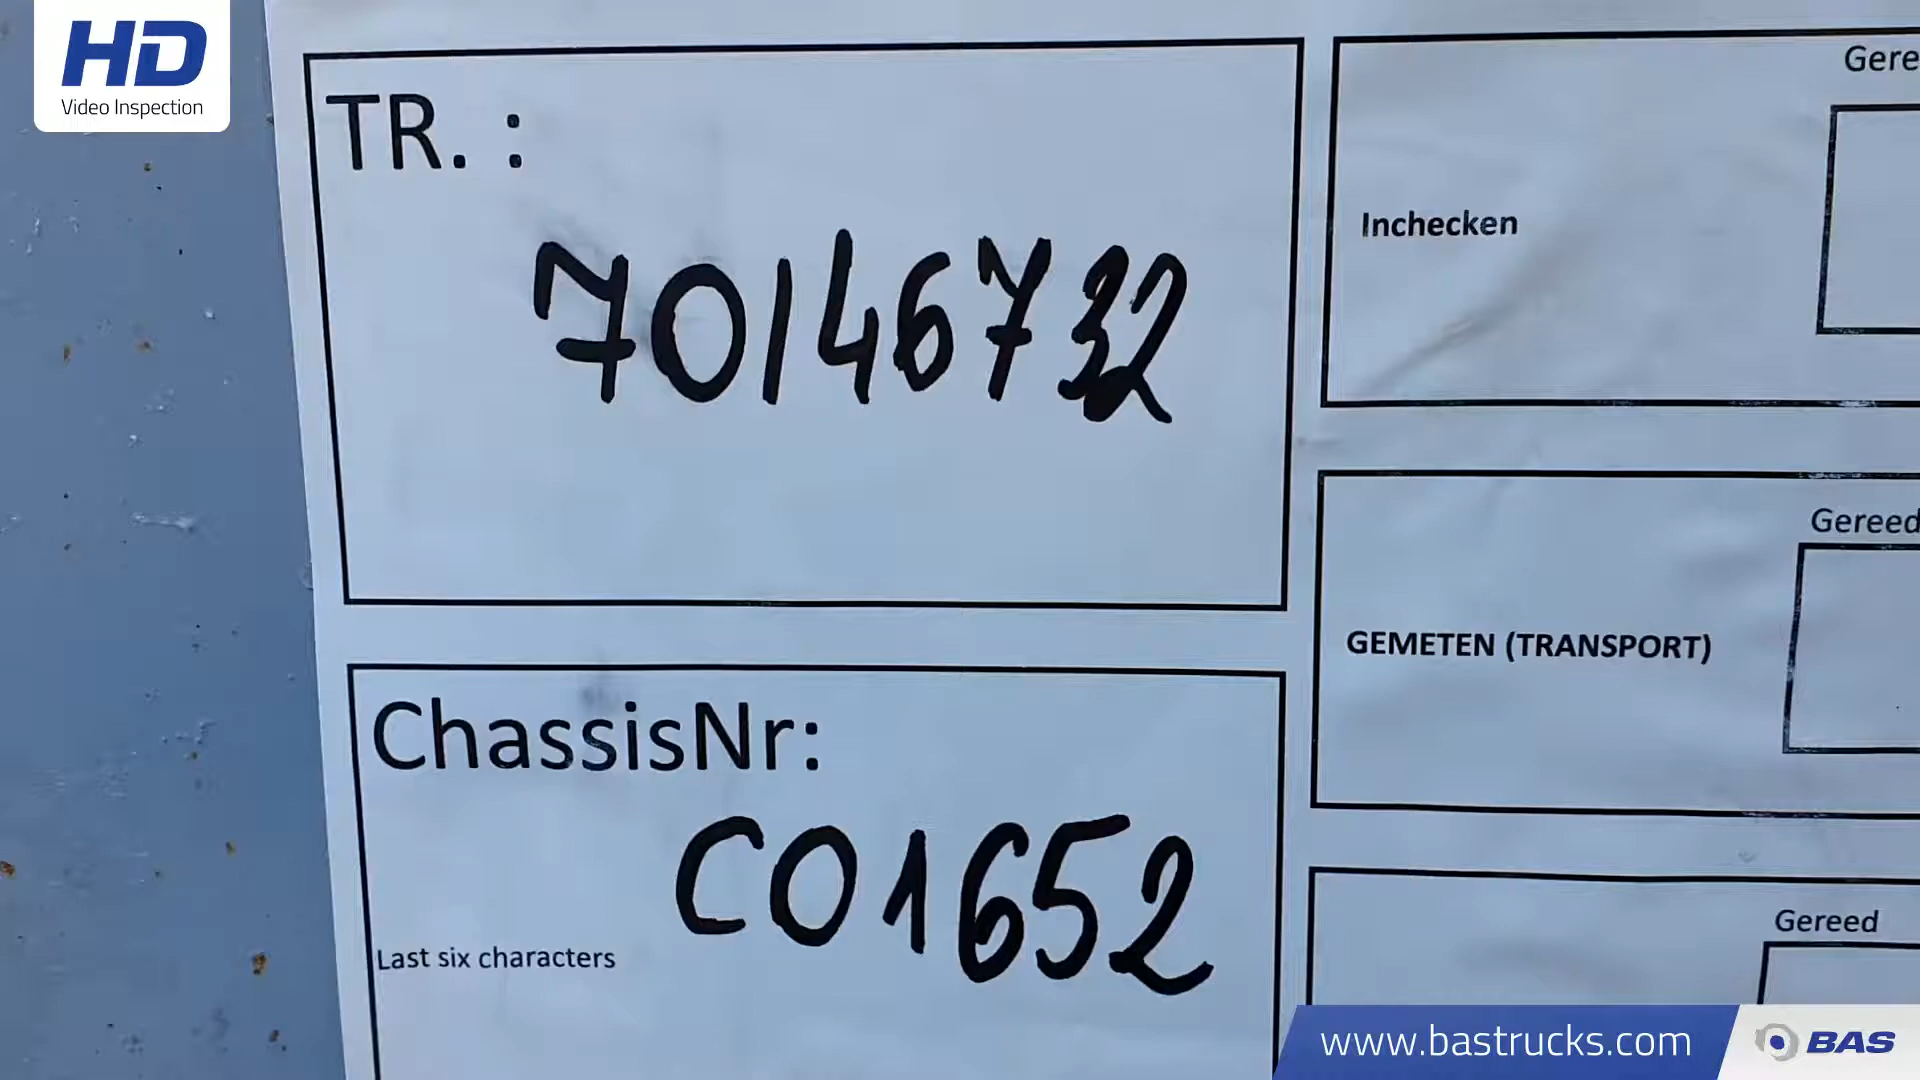 HD
Video Inspection
TR. :
70146732
ChassisNr:
C01652
Last six characters
Gere
Inchecken
Gereed
GEMETEN (TRANSPORT)
Gereed
www.bastrucks.com
BAS